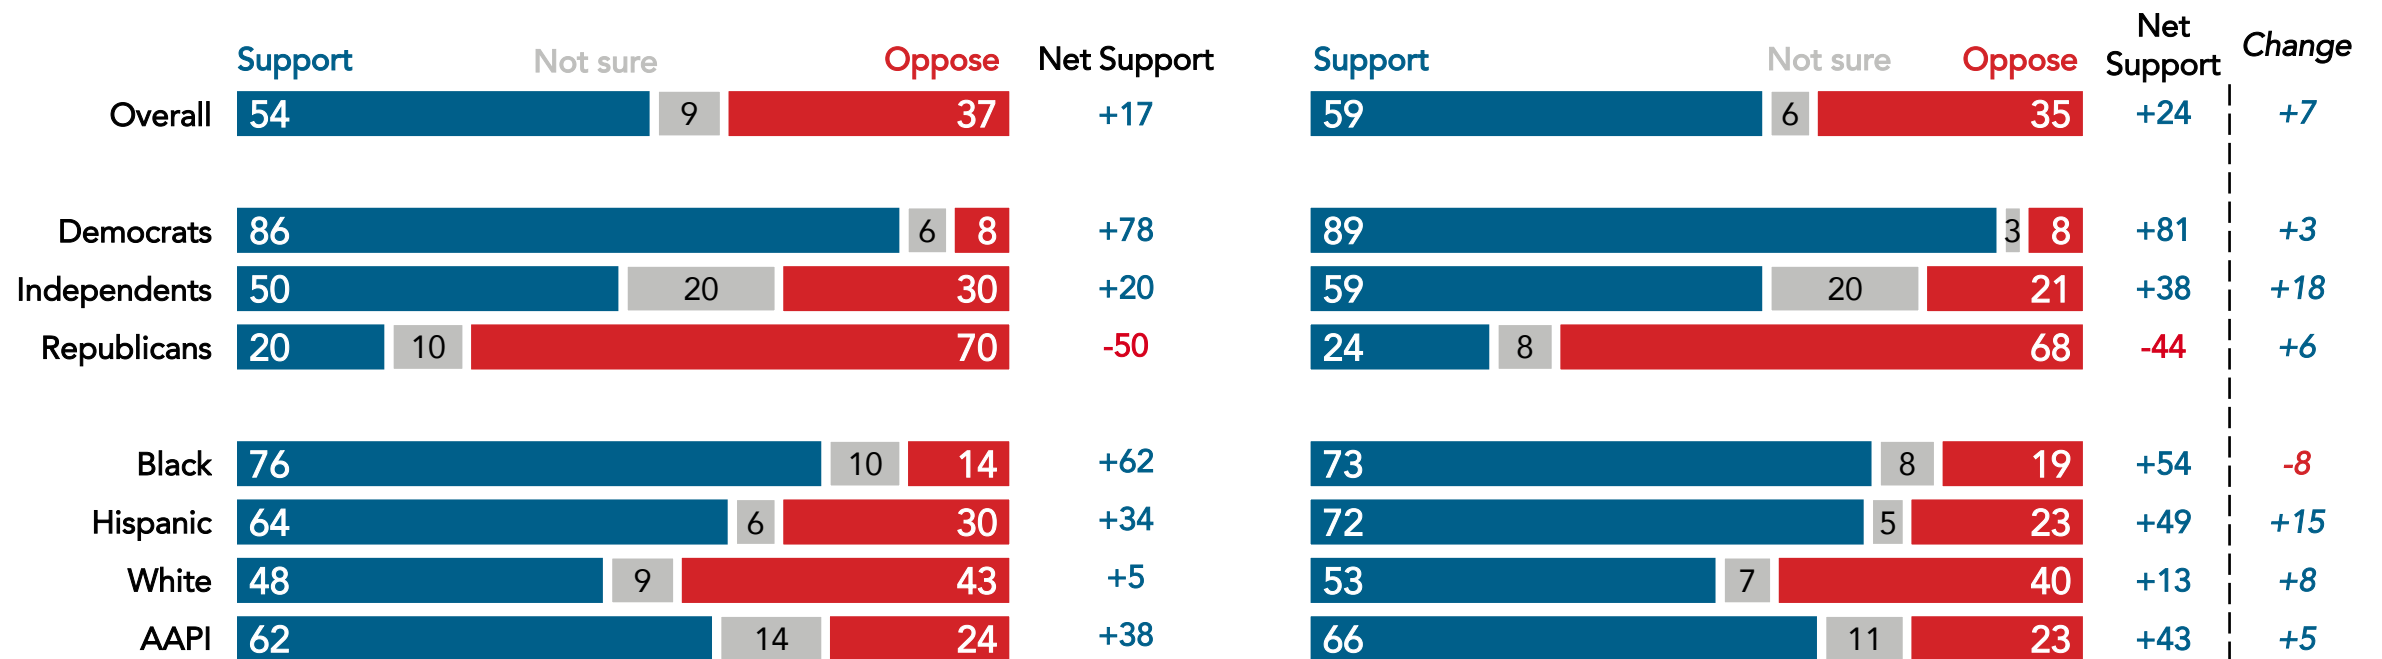 Support Not sure Oppose Net Support Support Not sure Oppose Net Support Change
Overall 54 9 37 +17 59 6 35 +24 +7
Democrats 86 6 8 +78 89 3 8 +81 +3
Independents 50 20 30 +20 59 20 21 +38 +18
Republicans 20 10 70 -50 24 8 68 -44 +6
Black 76 10 14 +62 73 8 19 +54 -8
Hispanic 64 6 30 +34 72 5 23 +49 +15
White 48 9 43 +5 53 7 40 +13 +8
AAPI 62 14 24 +38 66 11 23 +43 +5